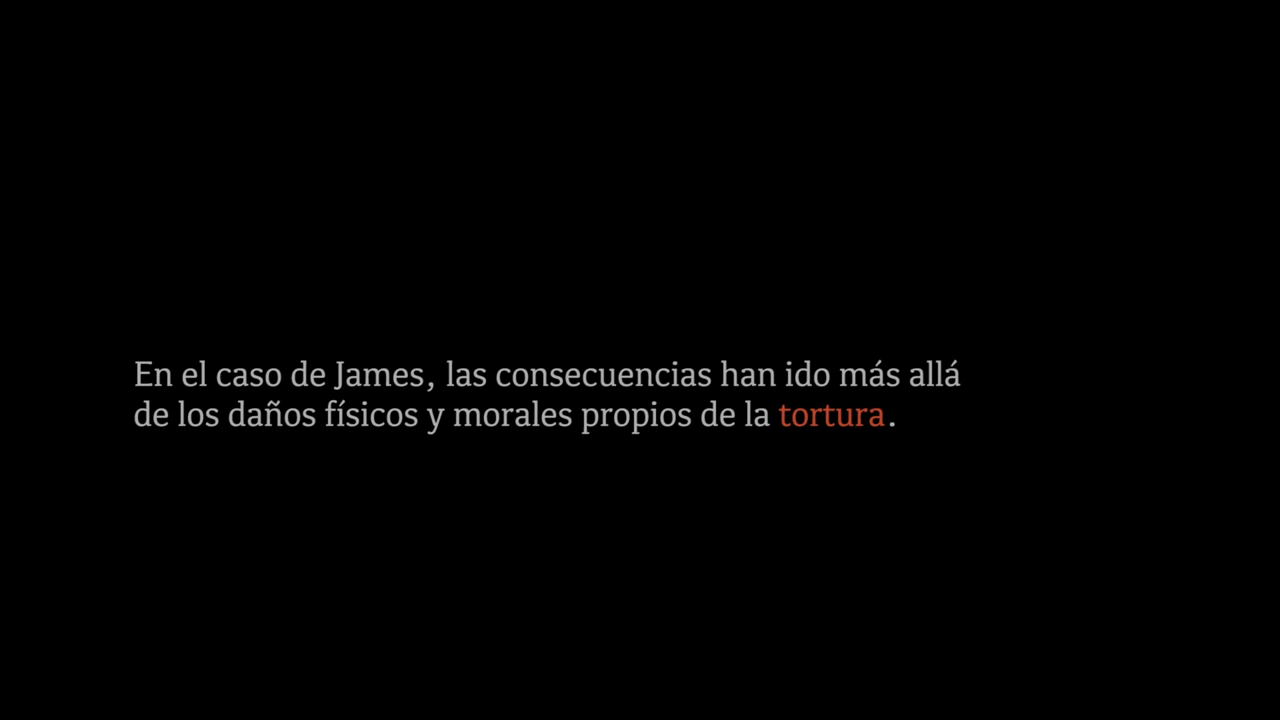 En el caso de James, las consecuencias han ido más allá
de los daños físicos y morales propios de la tortura.